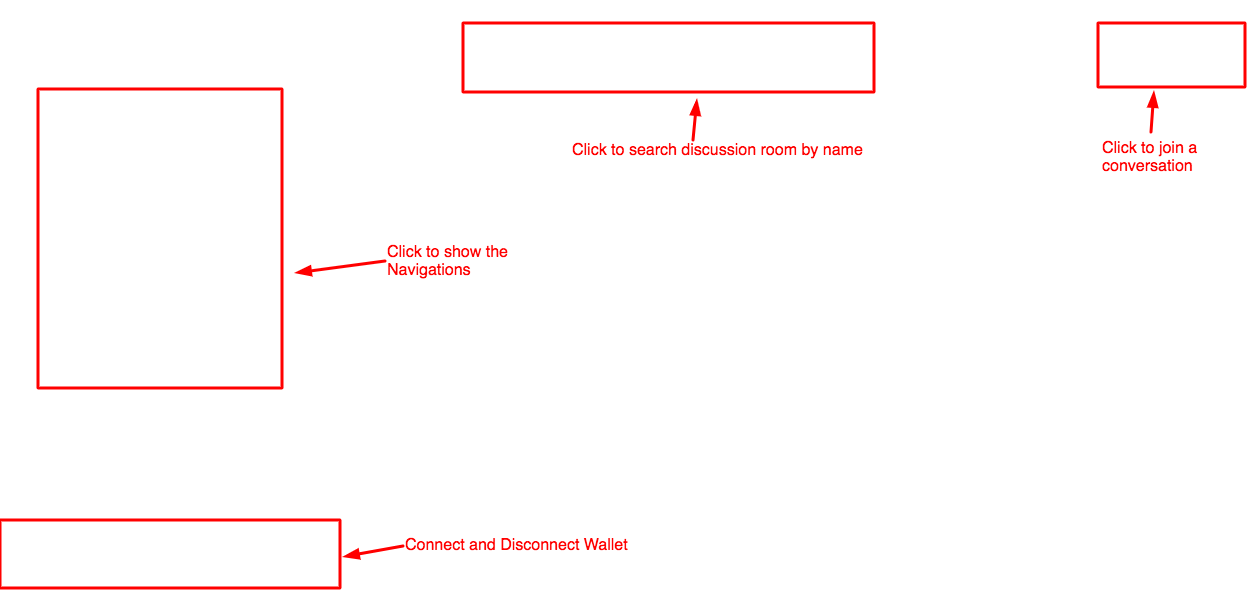 Click to search discussion room by name
Click to join a
conversation
Click to show the
Navigations
Connect and Disconnect Wallet